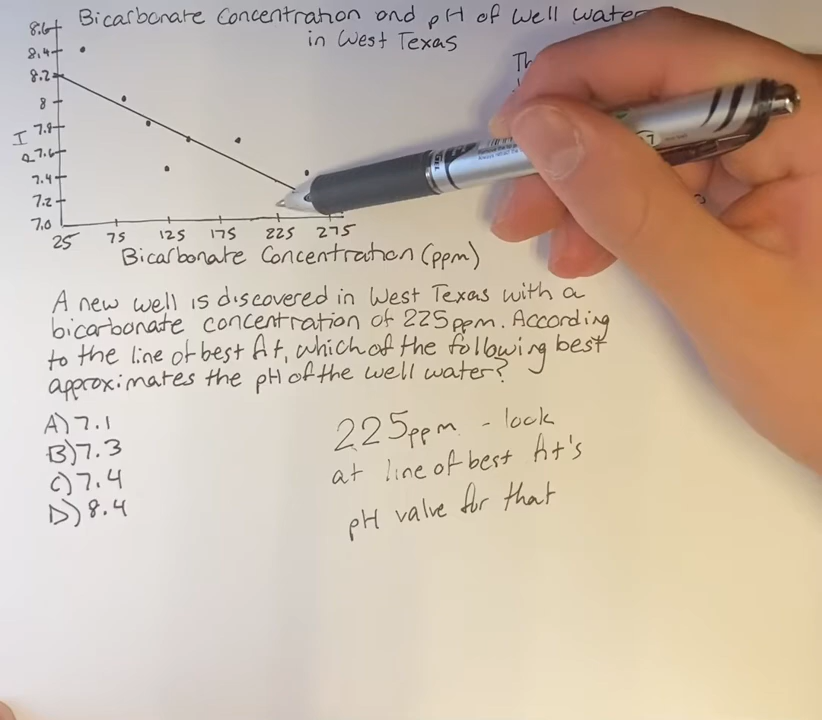 Bicarbonate Concentration and pH of Well Water
in West Texas
Th
8.6
8.4
8.2
8
7.8
7.6
7.4
7.2
7.0
25 75 125 175 225 275
Bicarbonate Concentration (ppm)
A new well is discovered in West Texas with a
bicarbonate concentration of 225ppm. According
to the line of best fit, which of the following best
approximates the pH of the well water?
A) 7.1
B) 7.3
C) 7.4
D) 8.4
225ppm - look
at line of best fit's
pH value for that